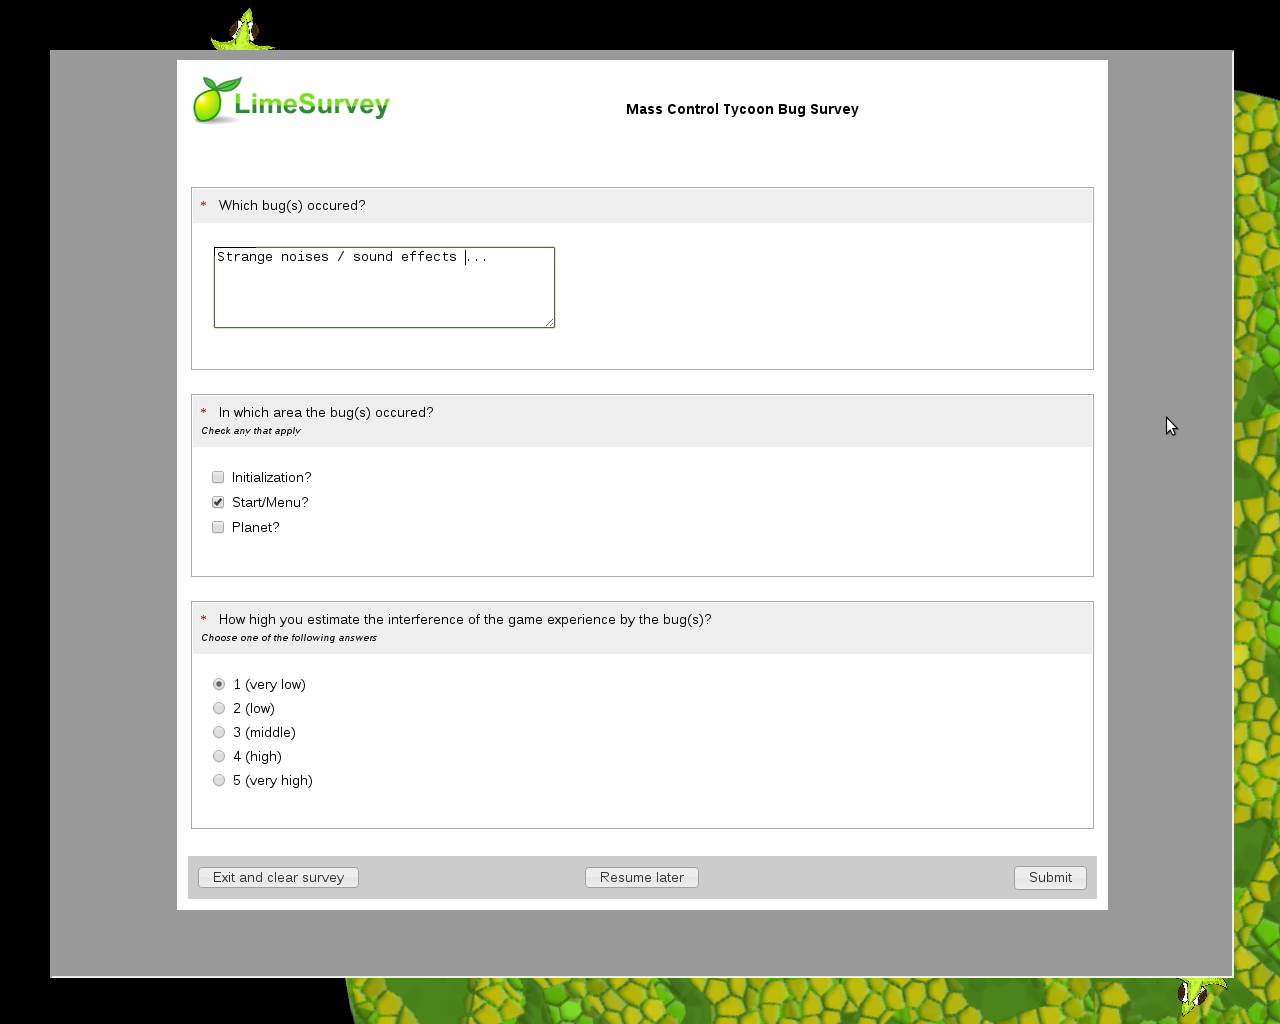 LimeSurvey
Mass Control Tycoon Bug Survey
* Which bug(s) occured?
Strange noises / sound effects ...
* In which area the bug(s) occured?
Check any that apply
Initialization?
Start/Menu?
Planet?
* How high you estimate the interference of the game experience by the bug(s)?
Choose one of the following answers
1 (very low)
2 (low)
3 (middle)
4 (high)
5 (very high)
Exit and clear survey
Resume later
Submit